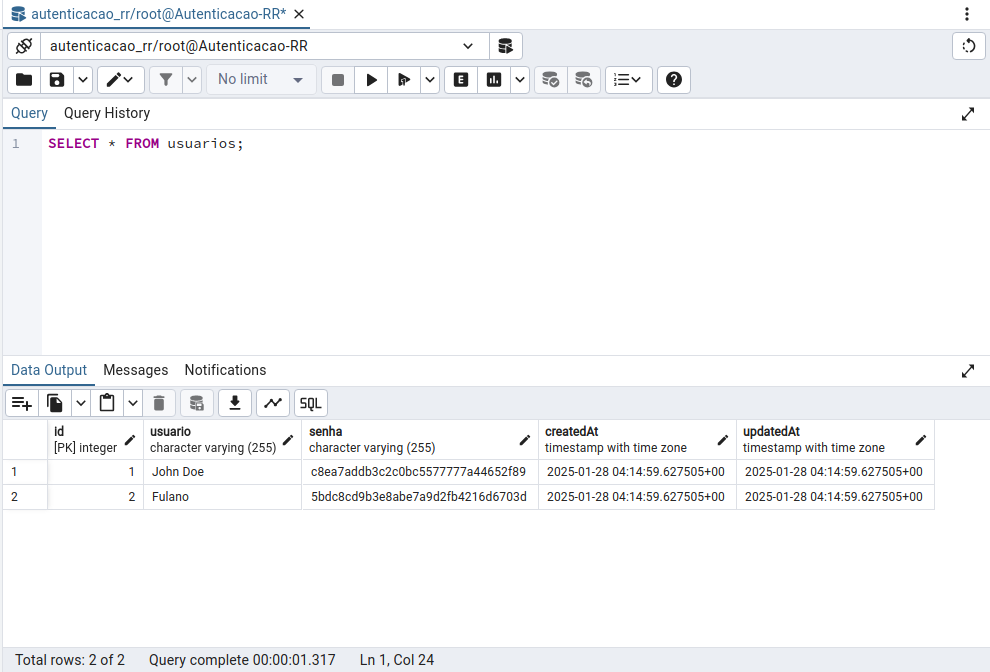 autenticacao_rr/root@Autenticacao-RR*
autenticacao_rr/root@Autenticacao-RR
No limit
E
Query Query History
1 SELECT * FROM usuarios;
Data Output Messages Notifications
SQL
id usuario senha createdAt updatedAt
[PK] integer character varying (255) character varying (255) timestamp with time zone timestamp with time zone
1 1 John Doe c8ea7addb3c2c0bc5577777a44652f89 2025-01-28 04:14:59.627505+00 2025-01-28 04:14:59.627505+00
2 2 Fulano 5bdc8cd9b3e8abe7a9d2fb4216d6703d 2025-01-28 04:14:59.627505+00 2025-01-28 04:14:59.627505+00
Total rows: 2 of 2 Query complete 00:00:01.317 Ln 1, Col 24